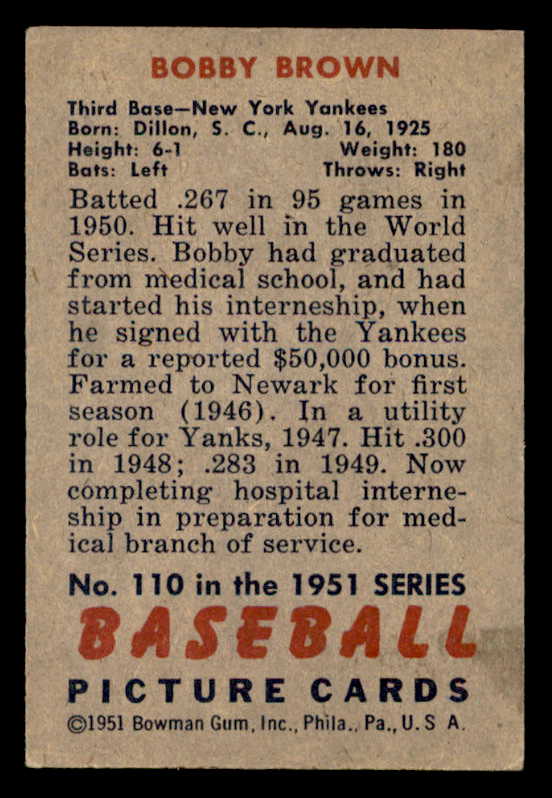 BOBBY BROWN
Third Base—New York Yankees
Born: Dillon, S. C., Aug. 16, 1925
Height: 6-1 Weight: 180
Bats: Left Throws: Right
Batted .267 in 95 games in
1950. Hit well in the World
Series. Bobby had graduated
from medical school, and had
started his interneship, when
he signed with the Yankees
for a reported $50,000 bonus.
Farmed to Newark for first
season (1946). In a utility
role for Yanks, 1947. Hit .300
in 1948; .283 in 1949. Now
completing hospital interne-
ship in preparation for med-
ical branch of service.
No. 110 in the 1951 SERIES
BASEBALL
PICTURE CARDS
©1951 Bowman Gum, Inc., Phila., Pa., U. S A.